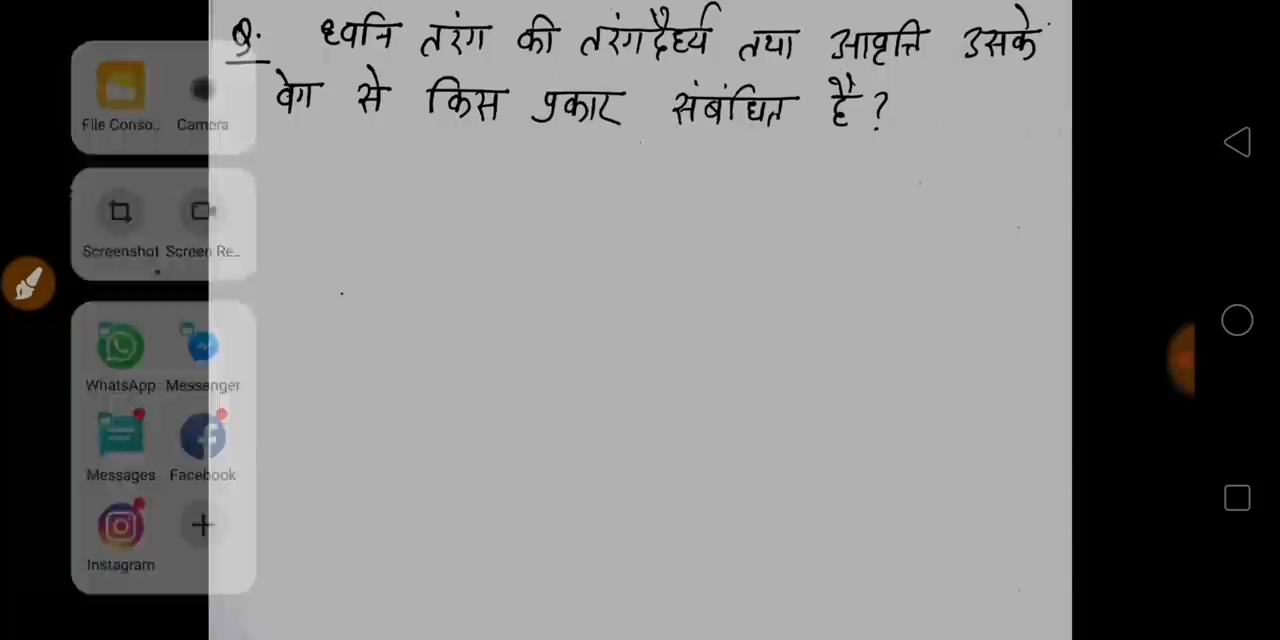 Q. ध्वनि तरंग की तरंगदैर्ध्य तथा आवृत्ति उसके
वेग से किस प्रकार संबंधित है?
File Conso.. Camera
Screenshot Screen Re...
WhatsApp Messenger
Messages Facebook
Instagram